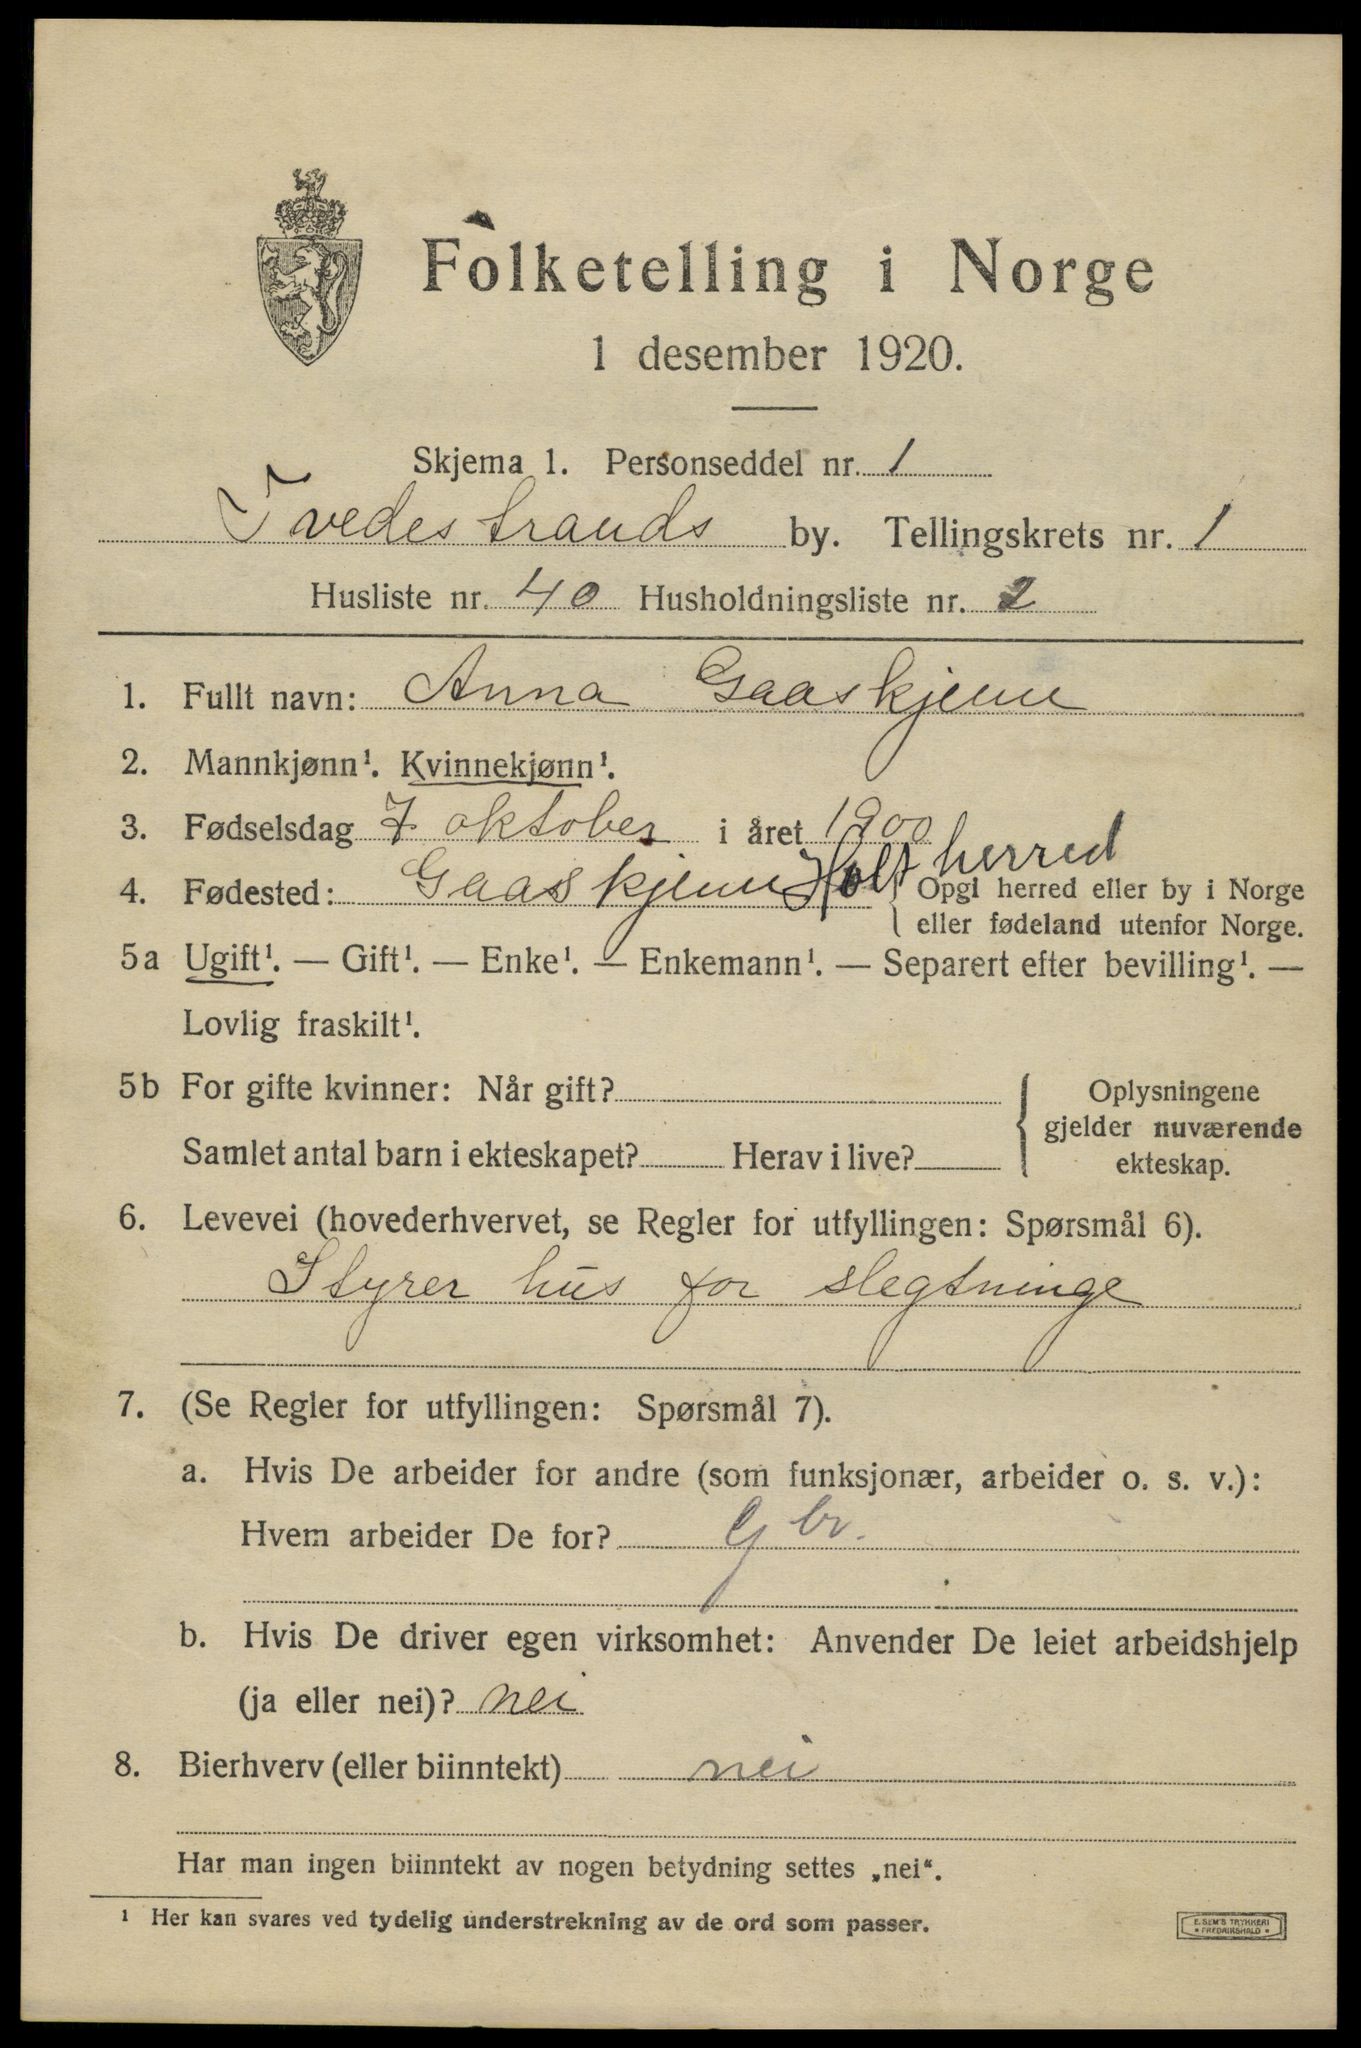 Folketelling i Norge
1 desember 1920.
Skjema 1. Personseddel nr. 1
Tvedestrands by. Tellingskrets nr. 1
Husliste nr. 40 Husholdningsliste nr. 2
1. Fullt navn: Anna Gaaskjenn
2. Mannkjønn¹. Kvinnekjønn¹.
3. Fødselsdag 7. oktober i året 1900
4. Fødested: Gaaskjenn Holt herred
Opgi herred eller by i Norge
eller fødeland utenfor Norge.
5a Ugift¹. — Gift¹. — Enke¹. — Enkemann¹. — Separert efter bevilling¹. —
Lovlig fraskilt¹.
5b For gifte kvinner: Når gift?
Samlet antal barn i ekteskapet? Herav i live?
Oplysningene
gjelder nuværende
ekteskap.
6. Levevei (hovederhvervet, se Regler for utfyllingen: Spørsmål 6).
Styrer hus for slegtninge
7. (Se Regler for utfyllingen: Spørsmål 7).
a. Hvis De arbeider for andre (som funksjonær, arbeider o. s. v.):
Hvem arbeider De for?
b. Hvis De driver egen virksomhet: Anvender De leiet arbeidshjelp
(ja eller nei)? nei
8. Bierhverv (eller biinntekt) nei
Har man ingen biinntekt av nogen betydning settes „nei“.
¹ Her kan svares ved tydelig understrekning av de ord som passer.
E. SEM'S TRYKKERI
* FREDRIKSHALD *